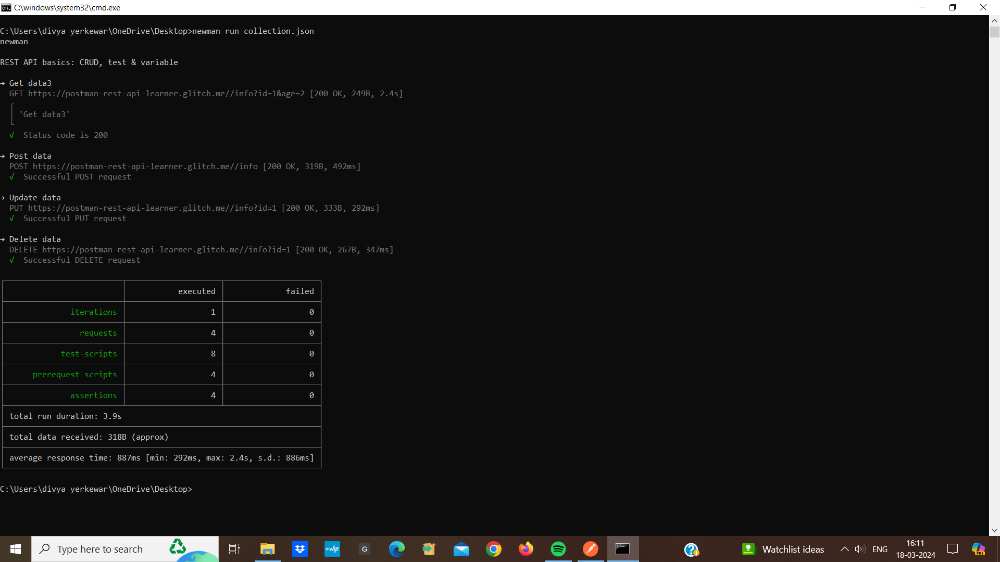 C:\windows\system32\cmd.exe
C:\Users\divya yerkewar\OneDrive\Desktop>newman run collection.json
newman
REST API basics: CRUD, test & variable
→ Get data3
GET https://postman-rest-api-learner.glitch.me//info?id=1&age=2 [200 OK, 249B, 2.4s]
'Get data3'
√ Status code is 200
→ Post data
POST https://postman-rest-api-learner.glitch.me//info [200 OK, 319B, 492ms]
√ Successful POST request
→ Update data
PUT https://postman-rest-api-learner.glitch.me//info?id=1 [200 OK, 333B, 292ms]
√ Successful PUT request
→ Delete data
DELETE https://postman-rest-api-learner.glitch.me//info?id=1 [200 OK, 267B, 347ms]
√ Successful DELETE request
executed failed
iterations 1 0
requests 4 0
test-scripts 8 0
prerequest-scripts 4 0
assertions 4 0
total run duration: 3.9s
total data received: 318B (approx)
average response time: 887ms [min: 292ms, max: 2.4s, s.d.: 886ms]
C:\Users\divya yerkewar\OneDrive\Desktop>
Type here to search
myhp
G
Watchlist ideas
ENG
16:11
18-03-2024
PRE